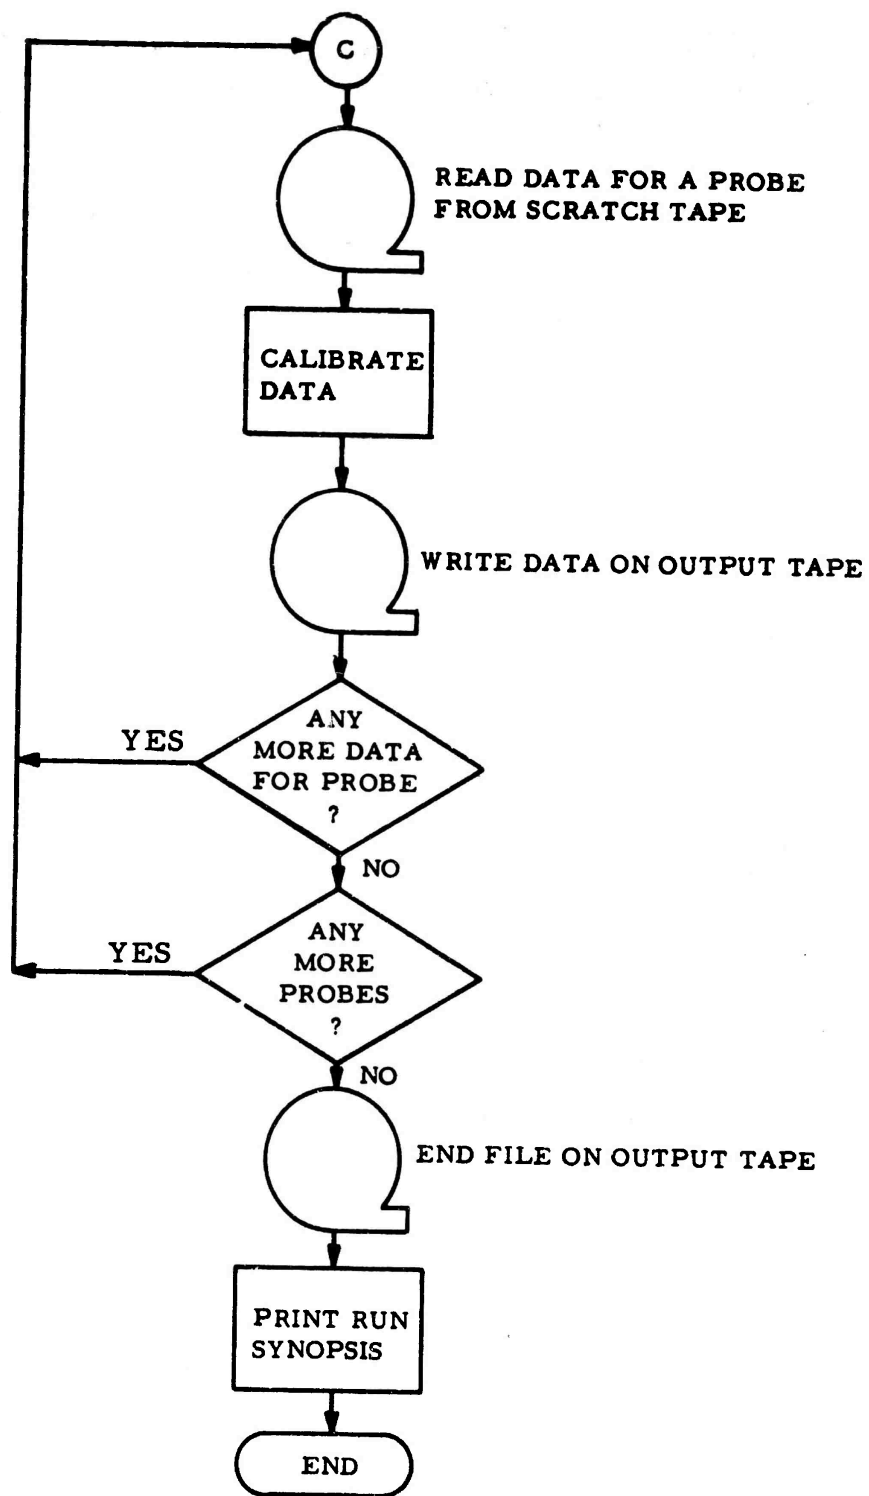 C
READ DATA FOR A PROBE
FROM SCRATCH TAPE
CALIBRATE
DATA
WRITE DATA ON OUTPUT TAPE
ANY
MORE DATA
FOR PROBE
?
YES
NO
ANY
MORE
PROBES
?
YES
NO
END FILE ON OUTPUT TAPE
PRINT RUN
SYNOPSIS
END